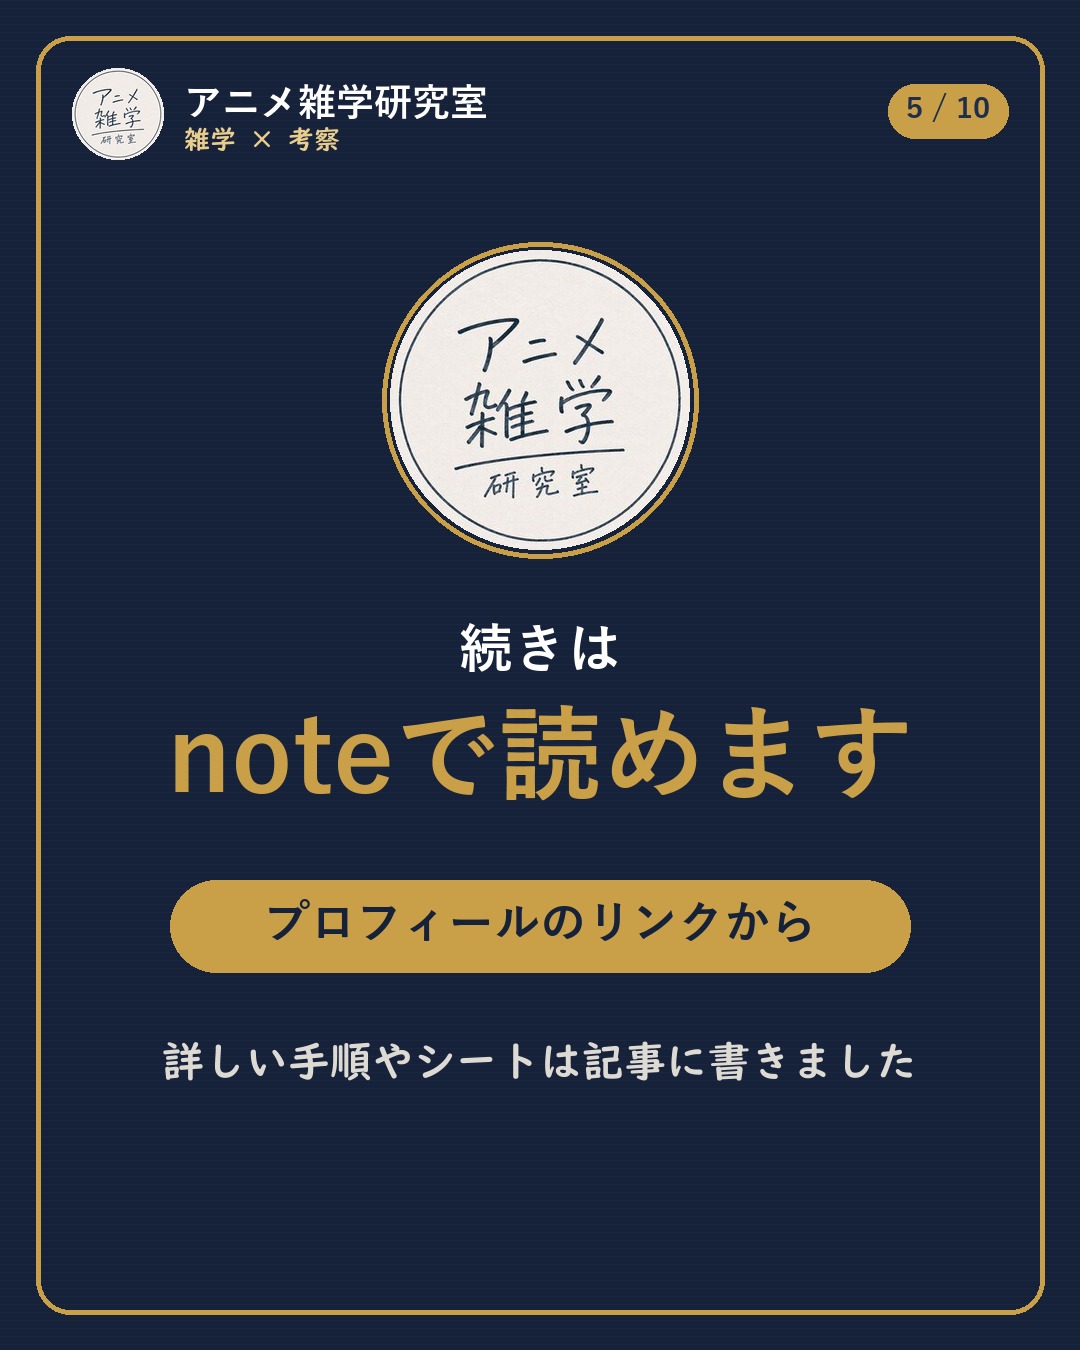 アニメ
雑学
研究室
アニメ雑学研究室
雑学 × 考察
5 / 10
アニメ
雑学
研究室
続きは
noteで読めます
プロフィールのリンクから
詳しい手順やシートは記事に書きました